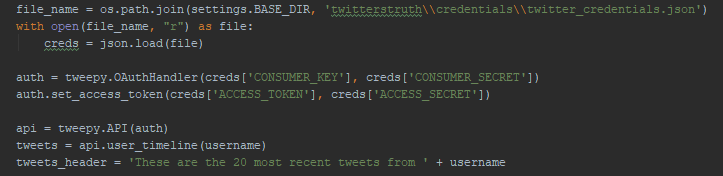 file_name = os.path.join(settings.BASE_DIR, 'twitterstruth\\credentials\\twitter_credentials.json')
with open(file_name, "r") as file:
    creds = json.load(file)

auth = tweepy.OAuthHandler(creds['CONSUMER_KEY'], creds['CONSUMER_SECRET'])
auth.set_access_token(creds['ACCESS_TOKEN'], creds['ACCESS_SECRET'])

api = tweepy.API(auth)
tweets = api.user_timeline(username)
tweets_header = 'These are the 20 most recent tweets from ' + username